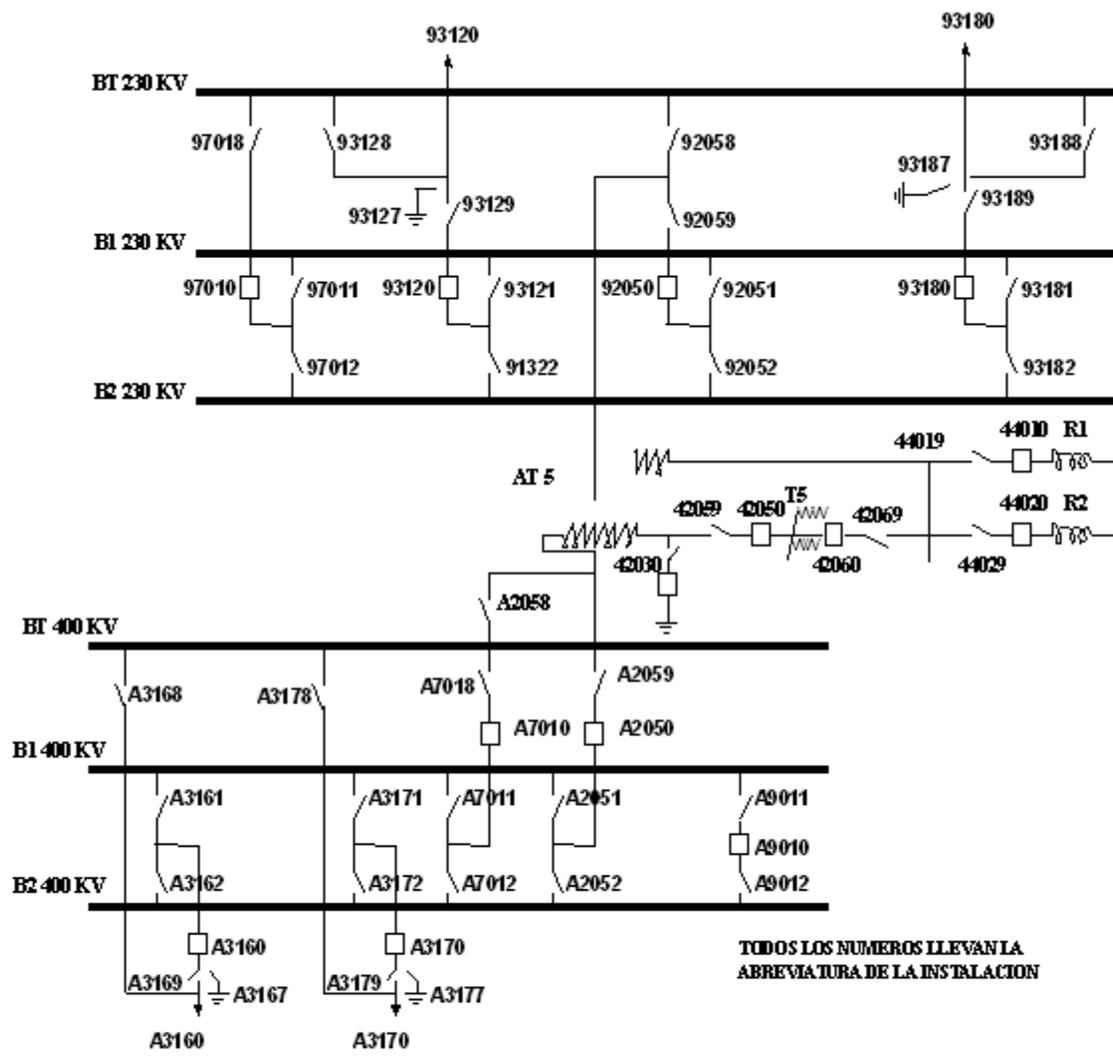 93120
93180
BT 230 KV
97018
93128
92058
93187
93188
93127
93129
92059
93189
B1 230 KV
97010
97011
93120
93121
92050
92051
93180
93181
97012
91322
92052
93182
B2 230 KV
44019
44010
R1
AT 5
42059
42050
T5
42069
44020
R2
42030
42060
44029
A2058
BT 400 KV
A3168
A3178
A7018
A2059
A7010
A2050
B1 400 KV
A3161
A3171
A7011
A2051
A9011
A9010
A3162
A3172
A7012
A2052
A9012
B2 400 KV
A3160
A3170
A3169
A3167
A3179
A3177
A3160
A3170
TODOS LOS NUMEROS LLEVAN LA
ABREVIATURA DE LA INSTALACION